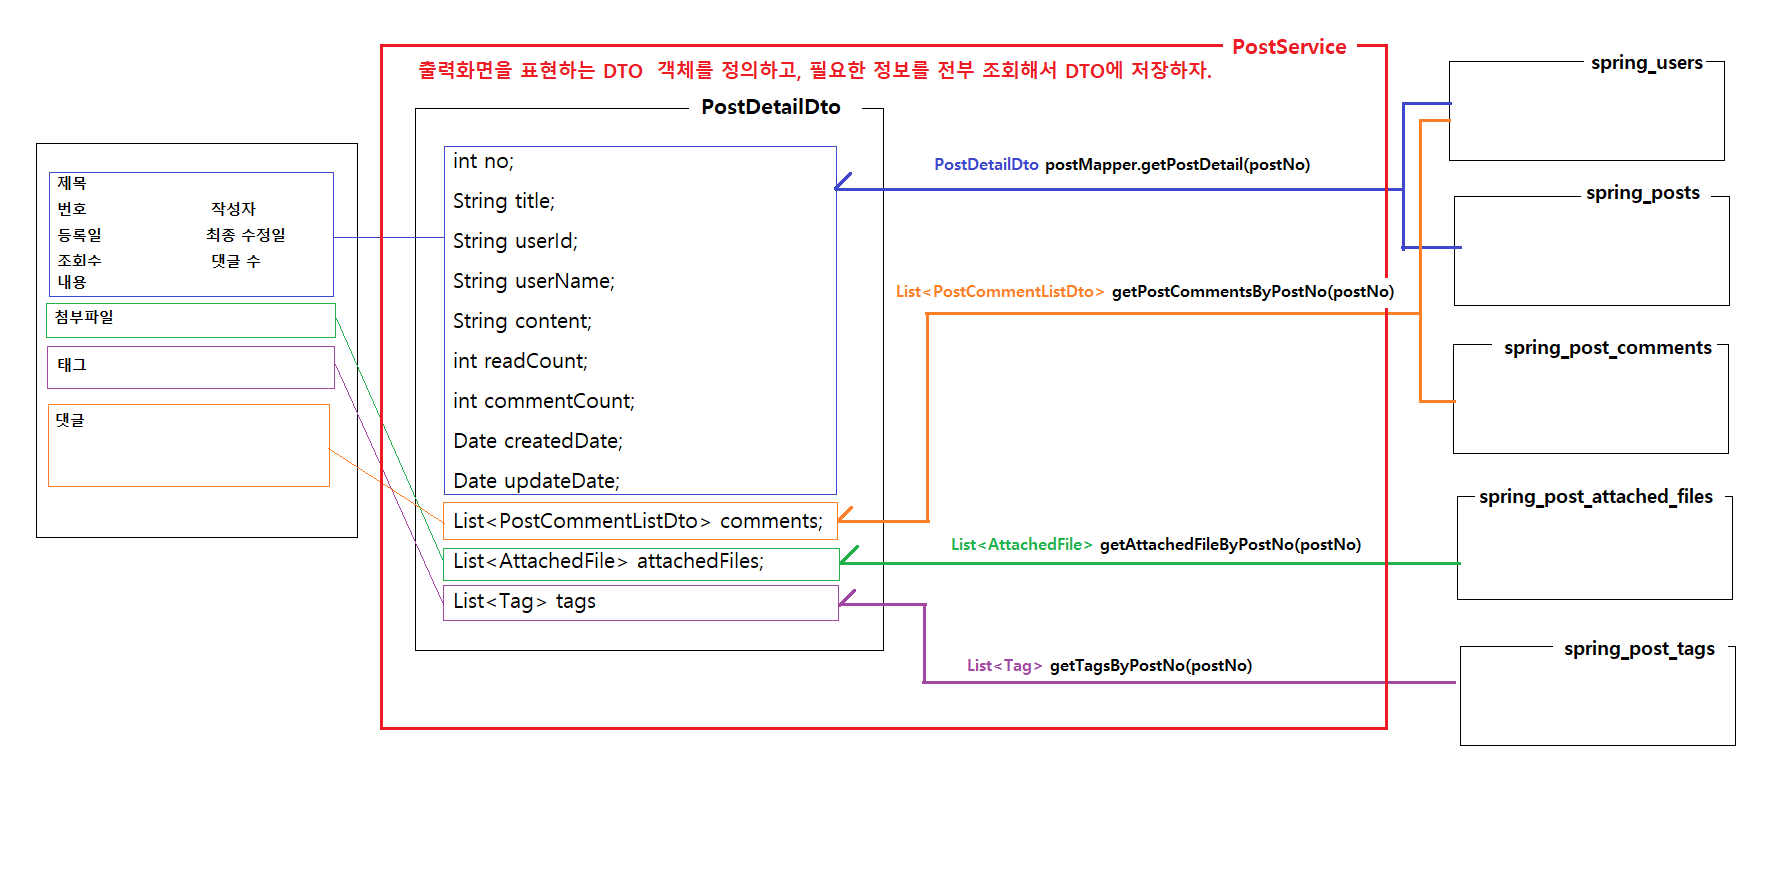 PostService
출력화면을 표현하는 DTO 객체를 정의하고, 필요한 정보를 전부 조회해서 DTO에 저장하자.
제목
번호 작성자
등록일 최종 수정일
조회수 댓글 수
내용
첨부파일
태그
댓글
PostDetailDto
int no;
String title;
String userId;
String userName;
String content;
int readCount;
int commentCount;
Date createdDate;
Date updateDate;
List<PostCommentListDto> comments;
List<AttachedFile> attachedFiles;
List<Tag> tags
PostDetailDto postMapper.getPostDetail(postNo)
List<PostCommentListDto> getPostCommentsByPostNo(postNo)
List<AttachedFile> getAttachedFileByPostNo(postNo)
List<Tag> getTagsByPostNo(postNo)
spring_users
spring_posts
spring_post_comments
spring_post_attached_files
spring_post_tags